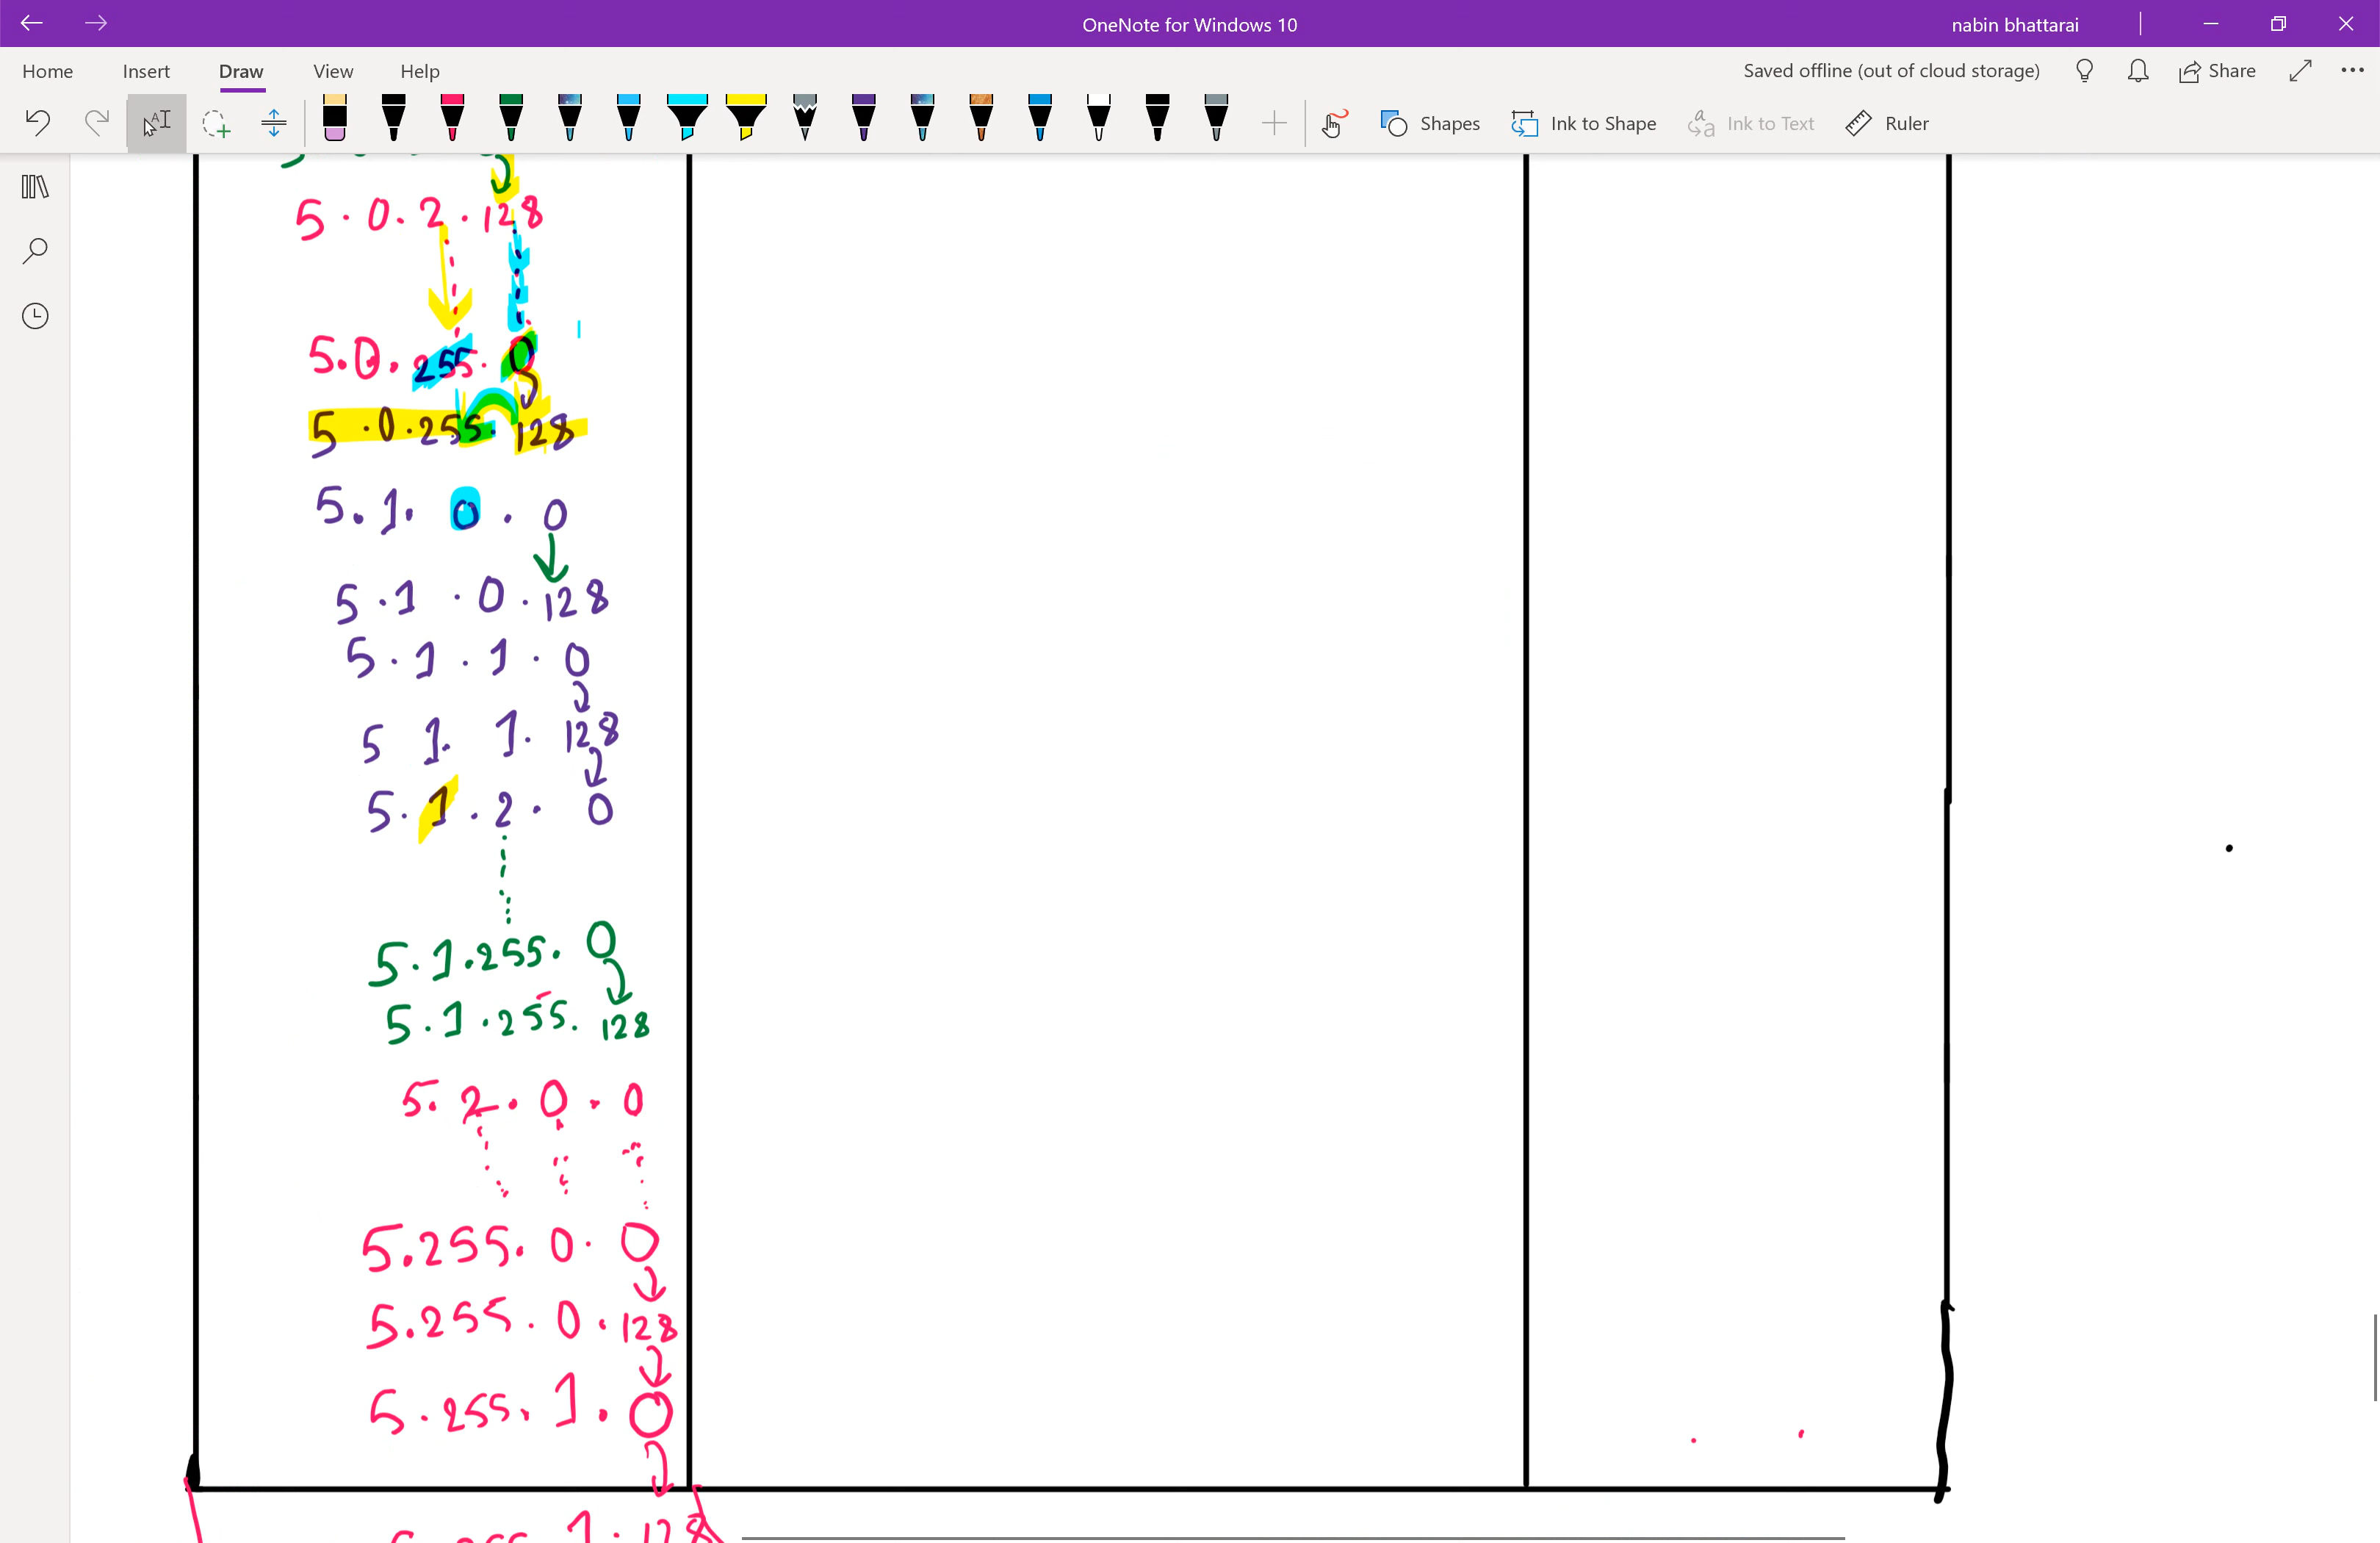 OneNote for Windows 10
nabin bhattarai
Home Insert Draw View Help
Saved offline (out of cloud storage)
Share
Shapes
Ink to Shape
Ink to Text
Ruler
5.0.2.128
5.0.255.0
5.0.255.128
5.1.0.0
5.1.0.128
5.1.1.0
5 1. 1.128
5.1.2.0
5.1.255.0
5.1.255.128
5.2.0.0
5.255.0.0
5.255.0.128
5.255.1.0
5.255.1.128